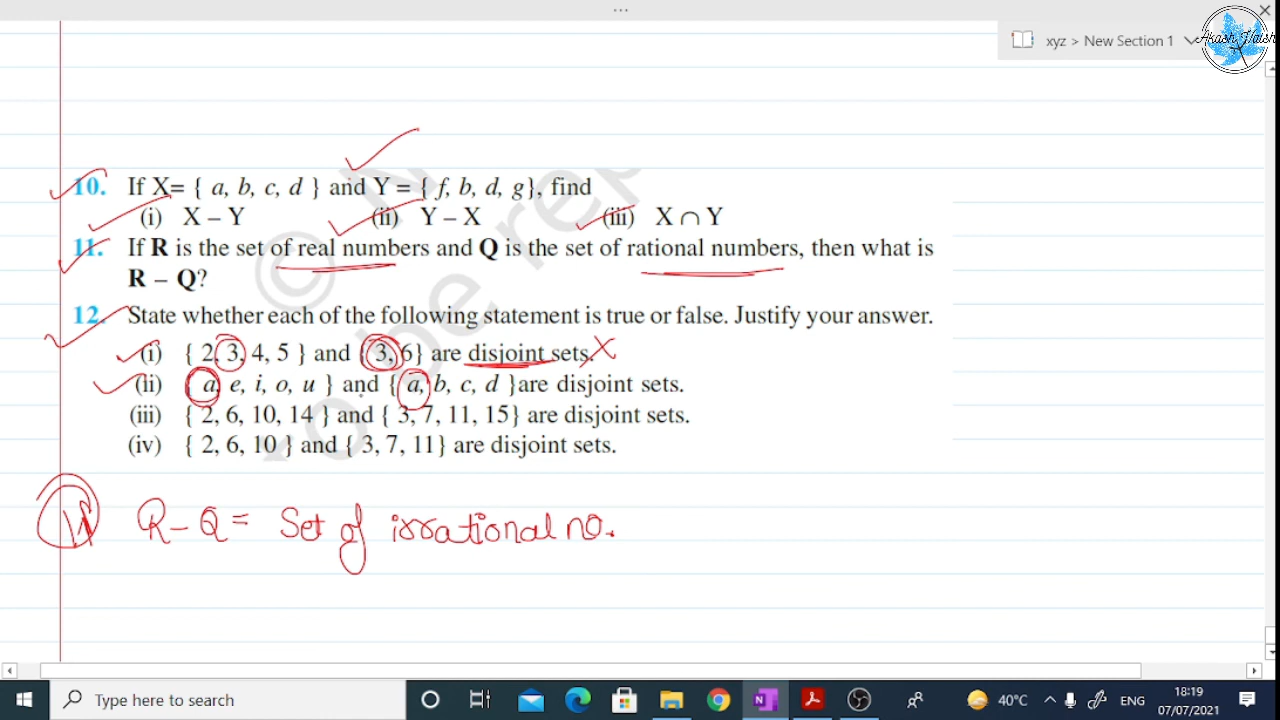 xyz > New Section 1
10. If X= { a, b, c, d } and Y = { f, b, d, g}, find
(i) X – Y (ii) Y – X (iii) X ∩ Y
11. If R is the set of real numbers and Q is the set of rational numbers, then what is
R – Q?
12. State whether each of the following statement is true or false. Justify your answer.
(i) { 2, 3, 4, 5 } and { 3, 6} are disjoint sets.
(ii) { a, e, i, o, u } and { a, b, c, d }are disjoint sets.
(iii) { 2, 6, 10, 14 } and { 3, 7, 11, 15} are disjoint sets.
(iv) { 2, 6, 10 } and { 3, 7, 11} are disjoint sets.
11 R – Q = Set of irrational no.
Type here to search
40°C ENG 18:19
07/07/2021